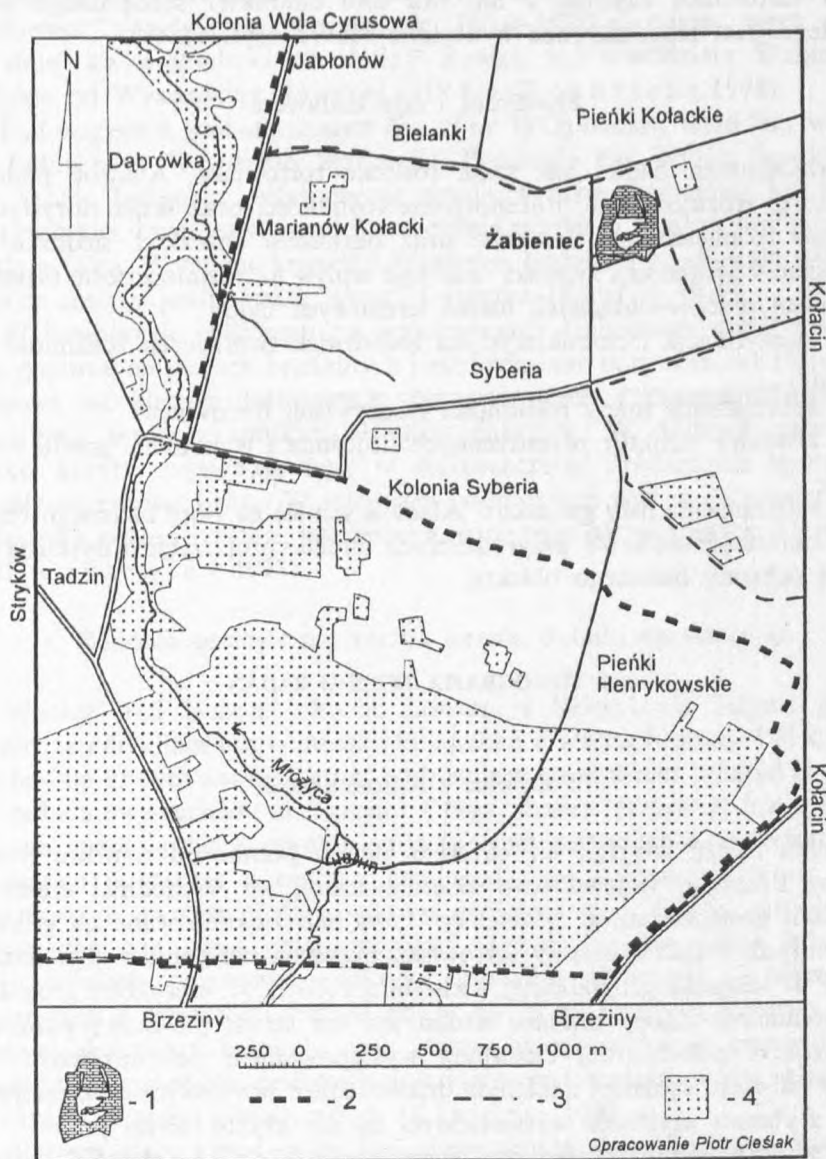 Kolonia Wola Cyrusowa
N
Jabłonów
Dąbrówka
Bielanki
Pieńki Kołackie
Marianów Kołacki
Żabieniec
Kołacin
Syberia
Kolonia Syberia
Stryków
Tadzin
Pieńki
Henrykowskie
Mrożyca
Kołacin
Brzeziny
Brzeziny
250 0 250 500 750 1000 m
- 1
- 2
- 3
- 4
Opracowanie Piotr Cieślak